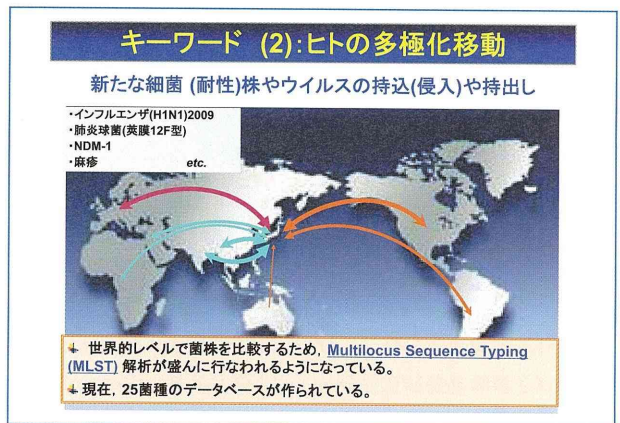 キーワード (2):ヒトの多極化移動
新たな細菌 (耐性)株やウイルスの持込(侵入)や持出し
・インフルエンザ(H1N1)2009
・肺炎球菌(莢膜12F型)
・NDM-1
・麻疹 etc.
世界的レベルで菌株を比較するため, Multilocus Sequence Typing
(MLST) 解析が盛んに行なわれるようになっている。
現在, 25菌種のデータベースが作られている。